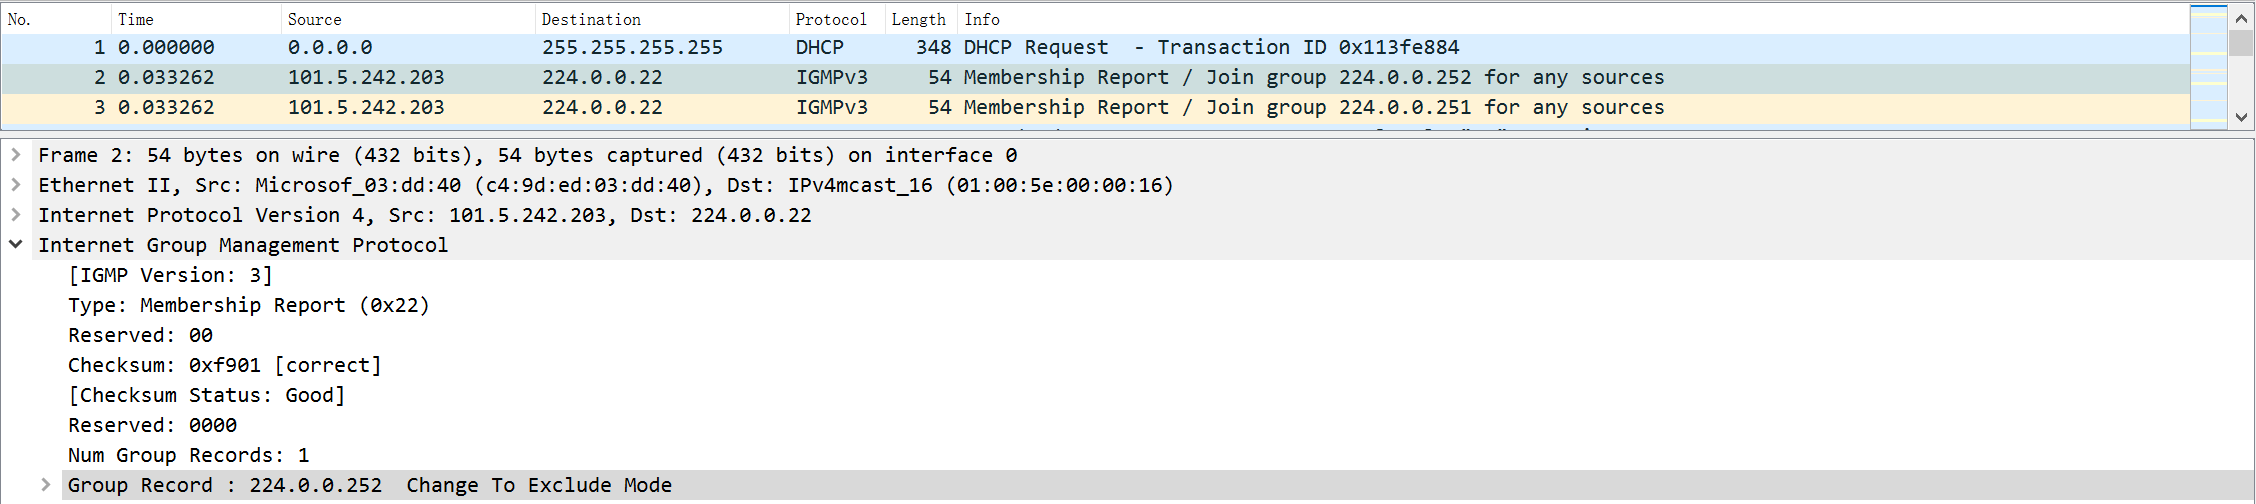 No. Time Source Destination Protocol Length Info
1 0.000000 0.0.0.0 255.255.255.255 DHCP 348 DHCP Request  - Transaction ID 0x113fe884
2 0.033262 101.5.242.203 224.0.0.22 IGMPv3 54 Membership Report / Join group 224.0.0.252 for any sources
3 0.033262 101.5.242.203 224.0.0.22 IGMPv3 54 Membership Report / Join group 224.0.0.251 for any sources
Frame 2: 54 bytes on wire (432 bits), 54 bytes captured (432 bits) on interface 0
Ethernet II, Src: Microsof_03:dd:40 (c4:9d:ed:03:dd:40), Dst: IPv4mcast_16 (01:00:5e:00:00:16)
Internet Protocol Version 4, Src: 101.5.242.203, Dst: 224.0.0.22
Internet Group Management Protocol
[IGMP Version: 3]
Type: Membership Report (0x22)
Reserved: 00
Checksum: 0xf901 [correct]
[Checksum Status: Good]
Reserved: 0000
Num Group Records: 1
Group Record : 224.0.0.252  Change To Exclude Mode